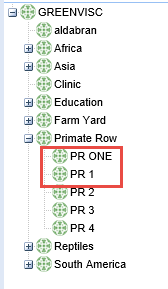 GREENVISC
aldabran
Africa
Asia
Clinic
Education
Farm Yard
Primate Row
PR ONE
PR 1
PR 2
PR 3
PR 4
Reptiles
South America